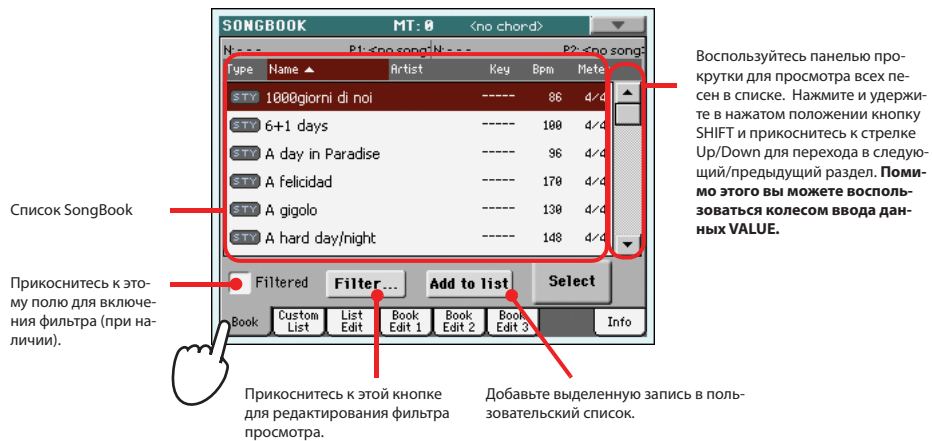 SONGBOOK MT: 0 <no chord>
N: - - - P1: <no song N: - - - P2: <no song
Type Name ▲ Artist Key Bpm Mete
STY 1000giorni di noi ----- 86 4/4
STY 6+1 days ----- 100 4/4
STY A day in Paradise ----- 96 4/4
STY A felicidad ----- 170 4/4
STY A gigolo ----- 130 4/4
STY A hard day/night ----- 148 4/4
Filtered Filter... Add to list Select
Book Custom List List Edit Book Edit 1 Book Edit 2 Book Edit 3 Info
Воспользуйтесь панелью про-
крутки для просмотра всех пе-
сен в списке. Нажмите и удержи-
те в нажатом положении кнопку
SHIFT и прикоснитесь к стрелке
Up/Down для перехода в следую-
щий/предыдущий раздел. Поми-
мо этого вы можете восполь-
зоваться колесом ввода дан-
ных VALUE.
Список SongBook
Прикоснитесь к это-
му полю для включе-
ния фильтра (при на-
личии).
Прикоснитесь к этой кнопке
для редактирования фильтра
просмотра.
Добавьте выделенную запись в поль-
зовательский список.